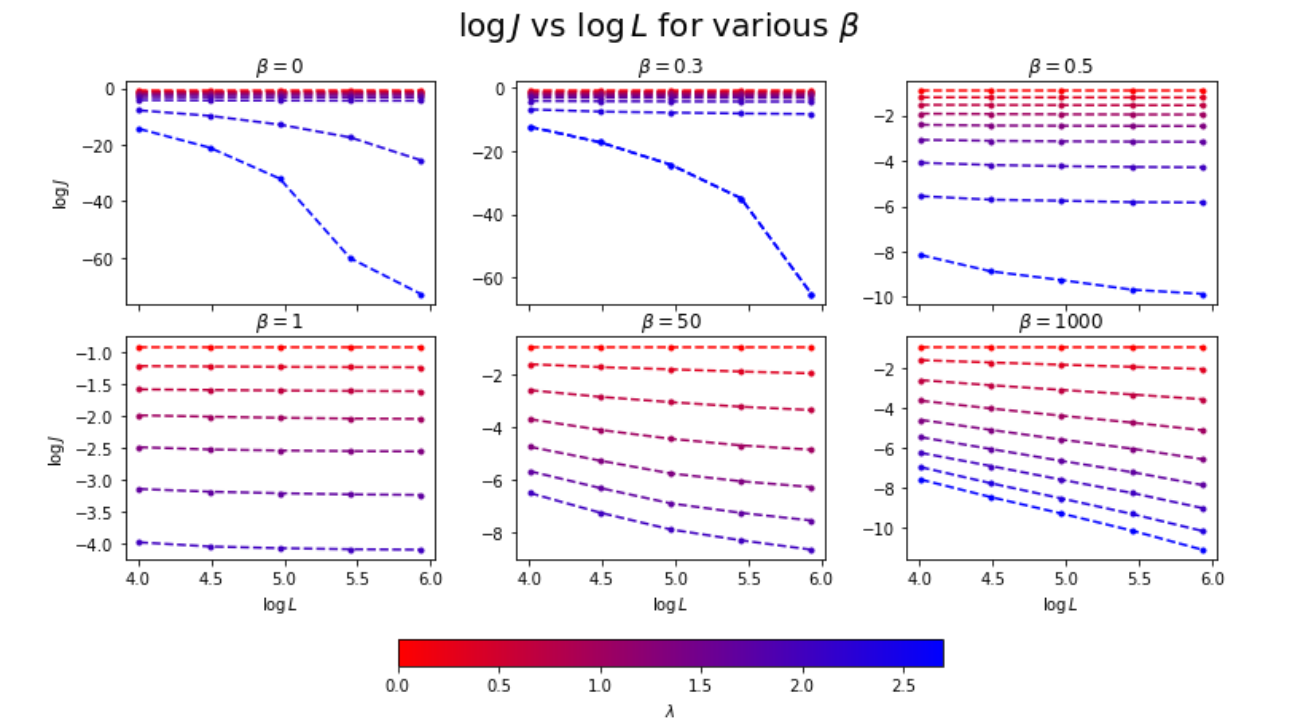 log J vs log L for various β
β = 0
β = 0.3
β = 0.5
0
−20
−40
−60
log J
0
−20
−40
−60
−2
−4
−6
−8
−10
β = 1
β = 50
β = 1000
−1.0
−1.5
−2.0
−2.5
−3.0
−3.5
−4.0
log J
−2
−4
−6
−8
−2
−4
−6
−8
−10
4.0 4.5 5.0 5.5 6.0
4.0 4.5 5.0 5.5 6.0
4.0 4.5 5.0 5.5 6.0
log L
log L
log L
0.0 0.5 1.0 1.5 2.0 2.5
λ